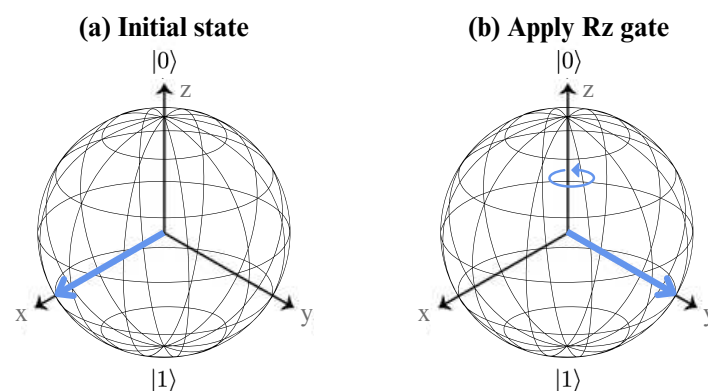 (a) Initial state
|0⟩
z
x
y
|1⟩
(b) Apply Rz gate
|0⟩
z
x
y
|1⟩